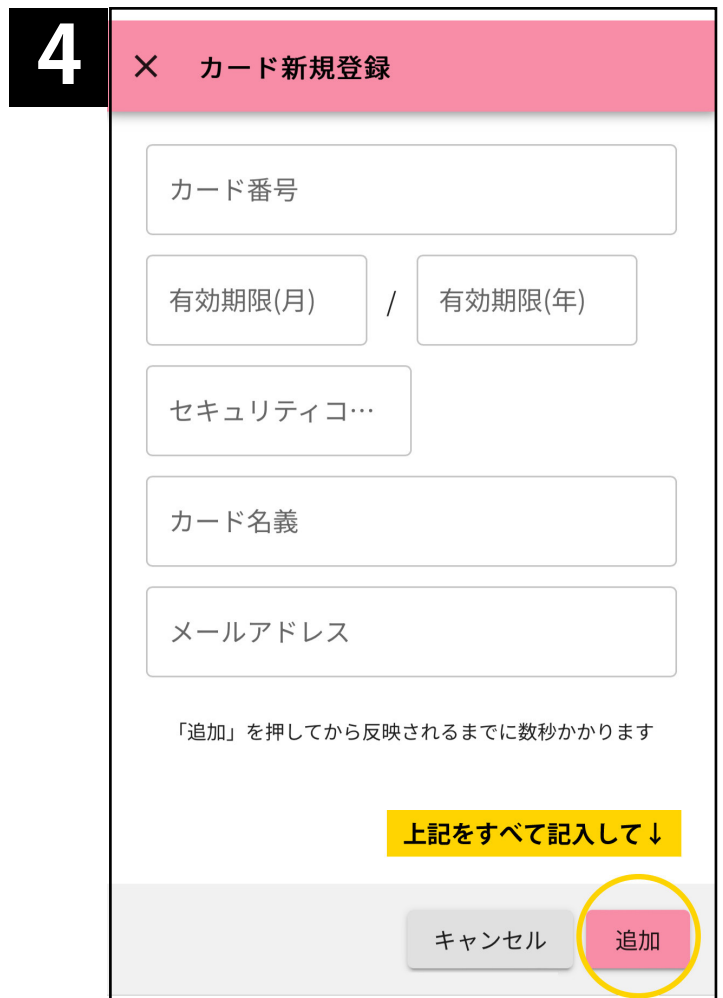 4
× カード新規登録
カード番号
有効期限(月) / 有効期限(年)
セキュリティコ…
カード名義
メールアドレス
「追加」を押してから反映されるまでに数秒かかります
上記をすべて記入して↓
キャンセル 追加